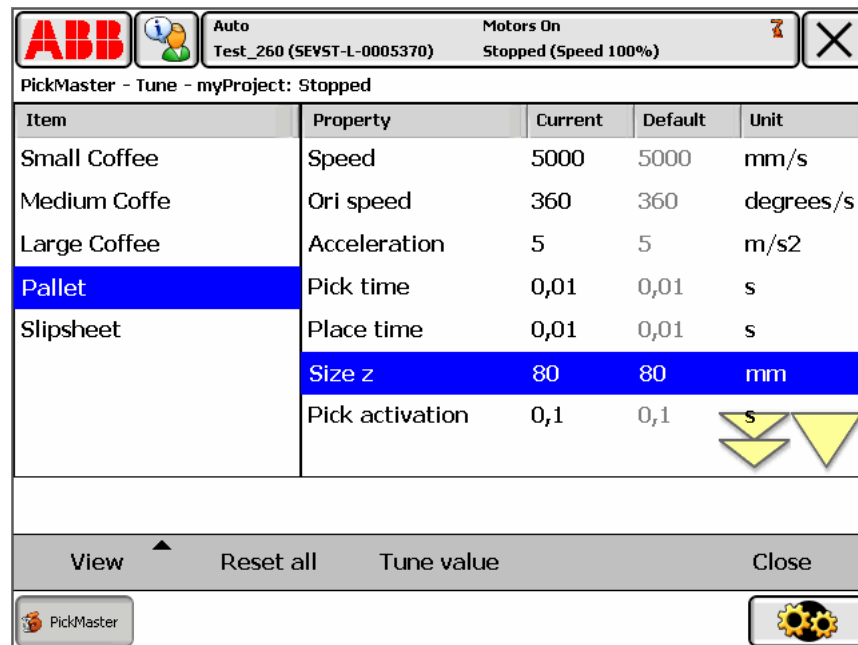 ABB Auto Motors On
Test_260 (SEVST-L-0005370) Stopped (Speed 100%)
PickMaster - Tune - myProject: Stopped
Item Property Current Default Unit
Small Coffee Speed 5000 5000 mm/s
Medium Coffe Ori speed 360 360 degrees/s
Large Coffee Acceleration 5 5 m/s2
Pallet Pick time 0,01 0,01 s
Slipsheet Place time 0,01 0,01 s
Size z 80 80 mm
Pick activation 0,1 0,1 s
View Reset all Tune value Close
PickMaster